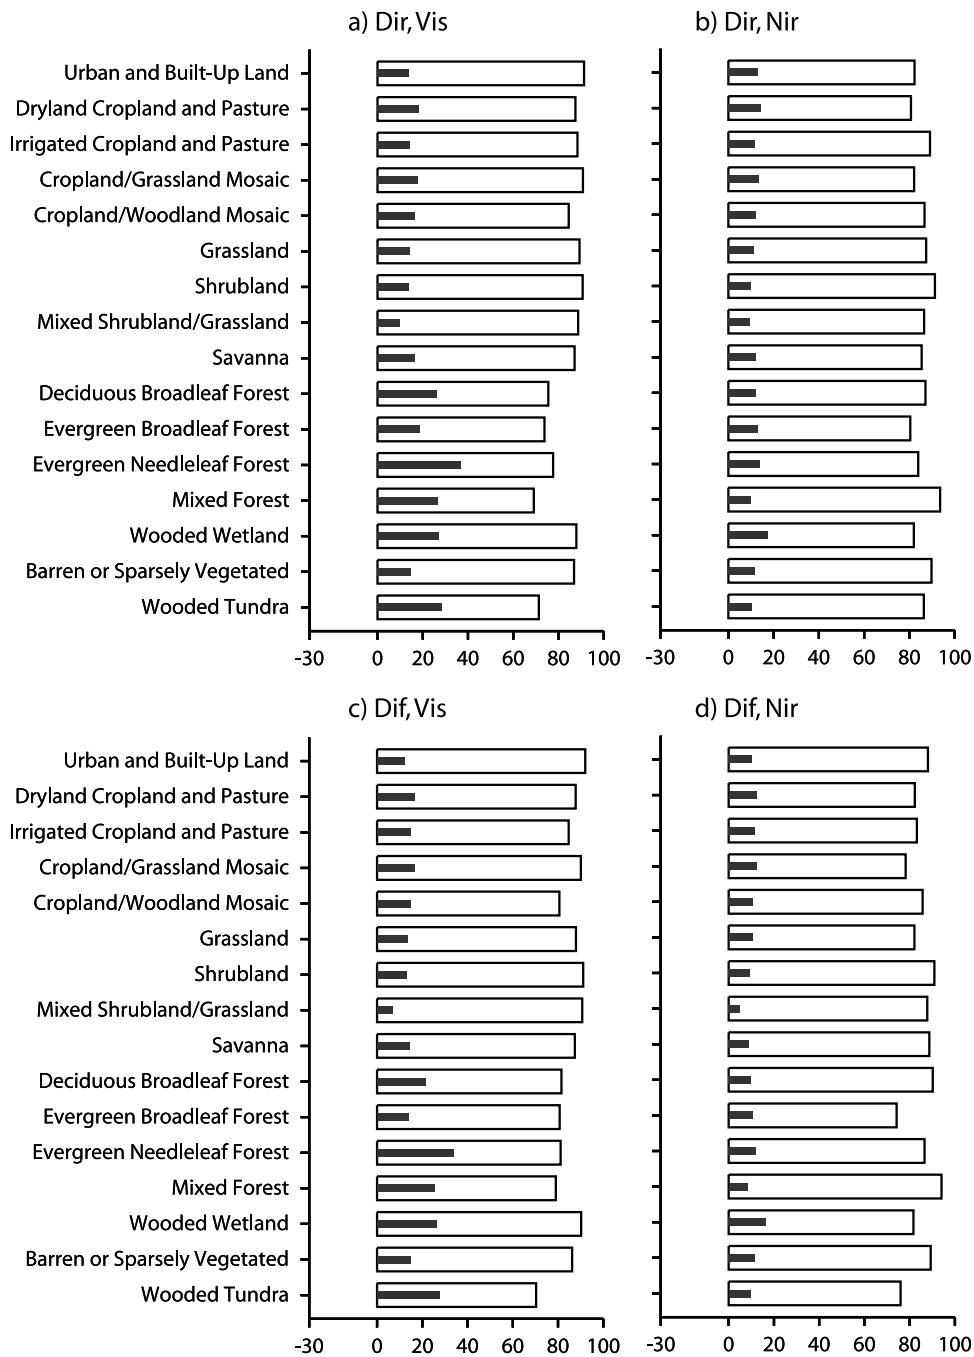 a) Dir, Vis
b) Dir, Nir
Urban and Built-Up Land
Dryland Cropland and Pasture
Irrigated Cropland and Pasture
Cropland/Grassland Mosaic
Cropland/Woodland Mosaic
Grassland
Shrubland
Mixed Shrubland/Grassland
Savanna
Deciduous Broadleaf Forest
Evergreen Broadleaf Forest
Evergreen Needleleaf Forest
Mixed Forest
Wooded Wetland
Barren or Sparsely Vegetated
Wooded Tundra
-30 0 20 40 60 80 100
-30 0 20 40 60 80 100
c) Dif, Vis
d) Dif, Nir
Urban and Built-Up Land
Dryland Cropland and Pasture
Irrigated Cropland and Pasture
Cropland/Grassland Mosaic
Cropland/Woodland Mosaic
Grassland
Shrubland
Mixed Shrubland/Grassland
Savanna
Deciduous Broadleaf Forest
Evergreen Broadleaf Forest
Evergreen Needleleaf Forest
Mixed Forest
Wooded Wetland
Barren or Sparsely Vegetated
Wooded Tundra
-30 0 20 40 60 80 100
-30 0 20 40 60 80 100